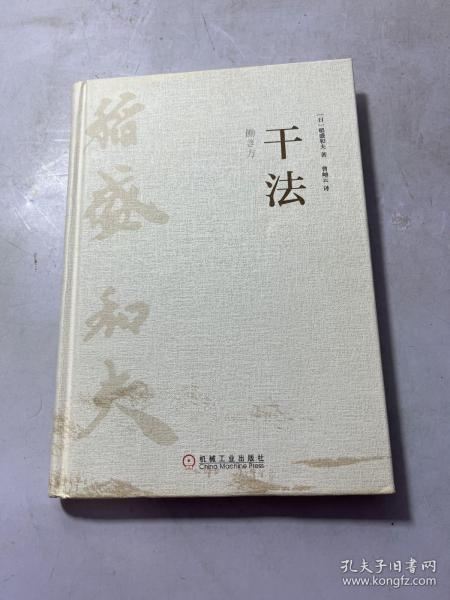 稻盛和夫
干法
働き方
［日］稻盛和夫 著
曹岫云 译
机械工业出版社
China Machine Press
孔夫子旧书网
www.kongfz.com